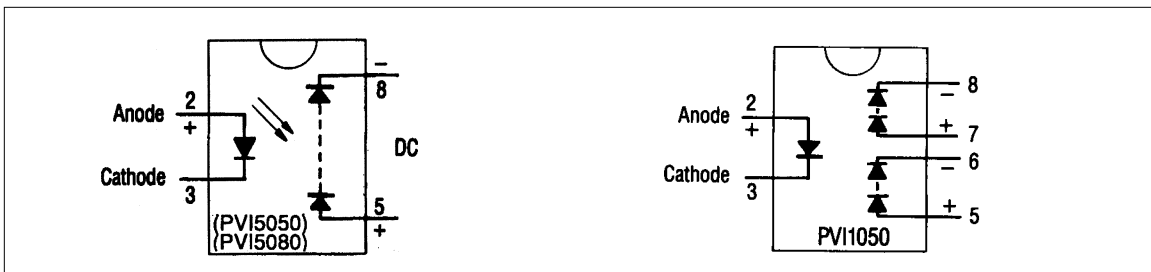 2
Anode
+
Cathode
3
−
8
DC
5
+
(PVI5050)
(PVI5080)
2
Anode
+
Cathode
3
8
−
+
7
6
−
+
5
PVI1050